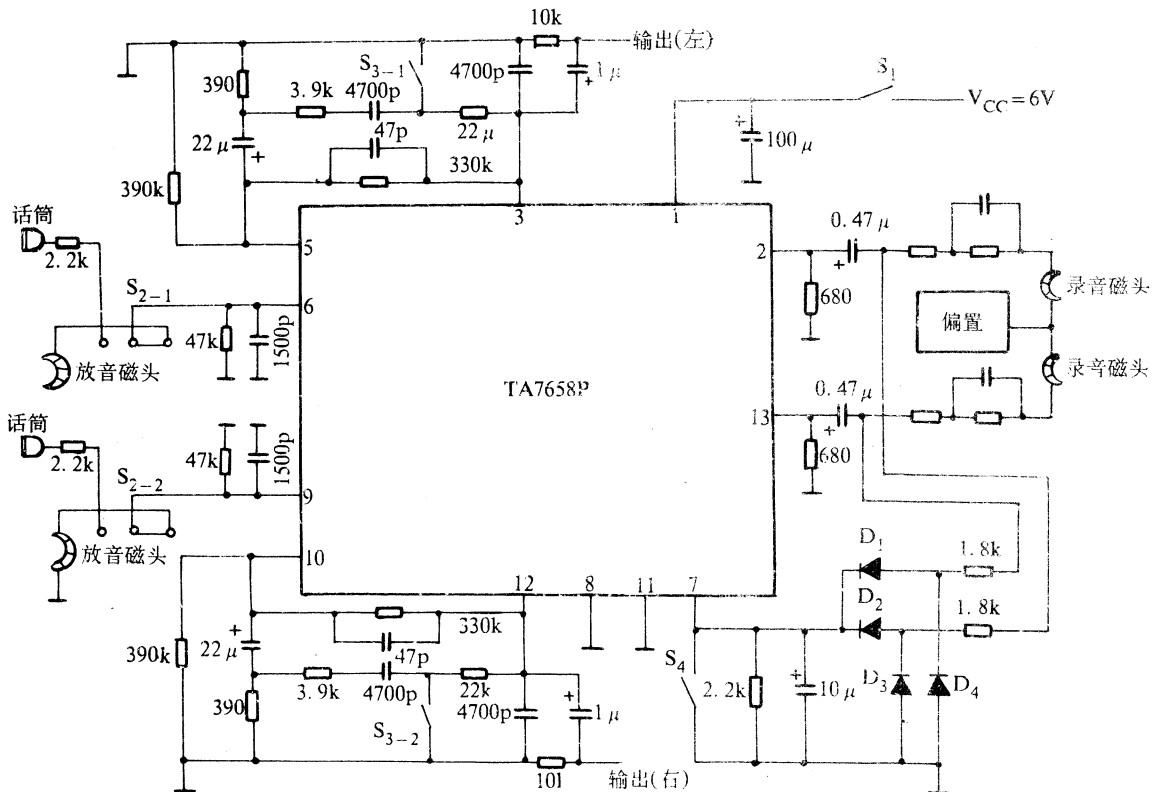 10k
输出(左)
S3-1
4700p
1μ
390
3.9k
4700p
S1
VCC=6V
22μ
22μ
+
+
+
47p
100μ
330k
390k
话筒
2.2k
3
1
5
2
0.47μ
+
S2-1
6
680
录音磁头
47k
1500p
偏置
放音磁头
录音磁头
TA7658P
0.47μ
话筒
13
+
2.2k
47k
1500p
680
S2-2
9
放音磁头
10
D1
1.8k
12
8
11
7
D2
1.8k
330k
+
390k
22μ
47p
S4
3.9k
4700p
22k
+
+
2.2k
10μ
D3
D4
390
4700p
1μ
S3-2
10l
输出(右)